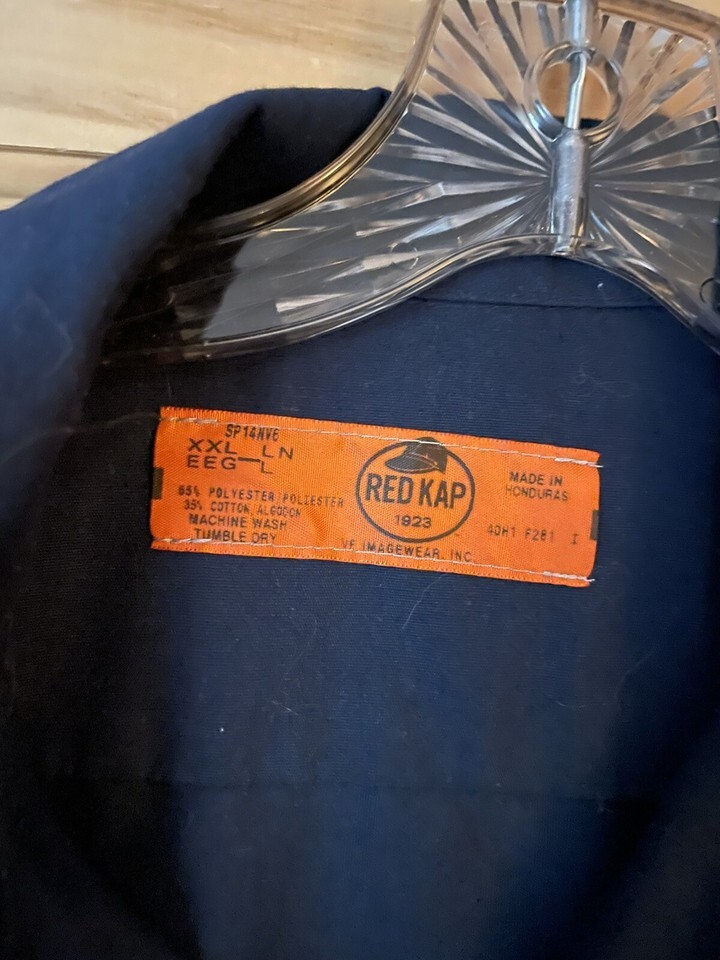 SP14NV6
XXL—LN
EEG—L
65% POLYESTER/POLIESTER
35% COTTON/ALGODON
MACHINE WASH
TUMBLE DRY
RED KAP
1923
VF IMAGEWEAR, INC.
MADE IN
HONDURAS
40H1 F281 I